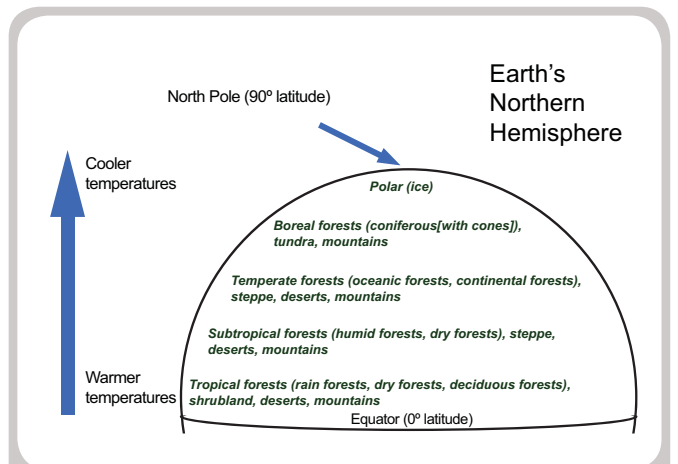 Earth's
Northern
Hemisphere
North Pole (90º latitude)
Cooler
temperatures
Polar (ice)
Boreal forests (coniferous[with cones]),
tundra, mountains
Temperate forests (oceanic forests, continental forests),
steppe, deserts, mountains
Subtropical forests (humid forests, dry forests), steppe,
deserts, mountains
Warmer
temperatures
Tropical forests (rain forests, dry forests, deciduous forests),
shrubland, deserts, mountains
Equator (0º latitude)